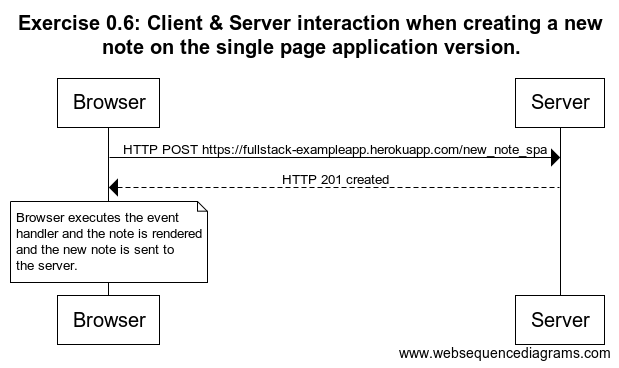 Exercise 0.6: Client & Server interaction when creating a new
note on the single page application version.
Browser
Server
HTTP POST https://fullstack-exampleapp.herokuapp.com/new_note_spa
HTTP 201 created
Browser executes the event
handler and the note is rendered
and the new note is sent to
the server.
Browser
Server
www.websequencediagrams.com